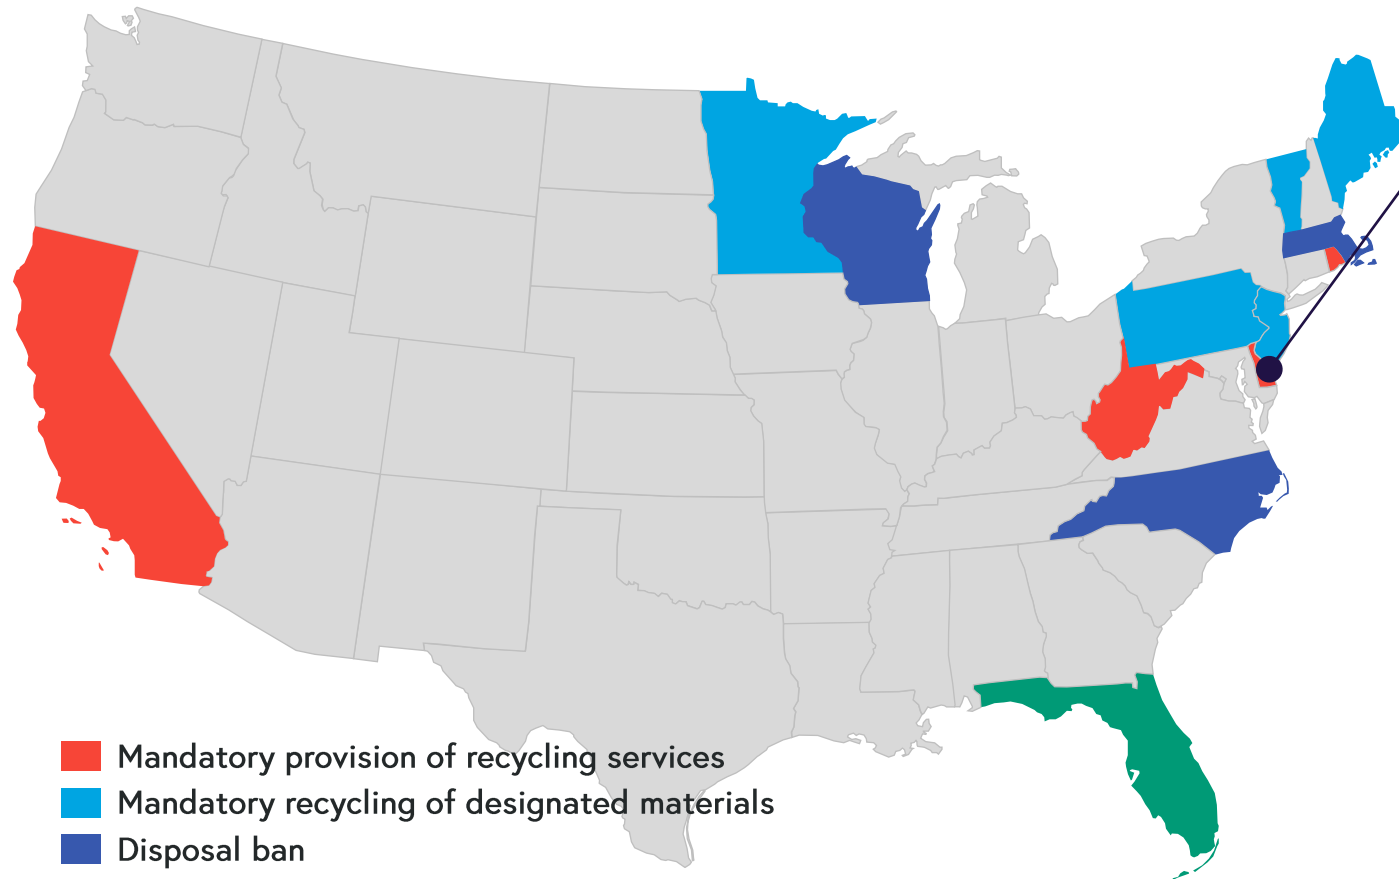 Mandatory provision of recycling services
Mandatory recycling of designated materials
Disposal ban